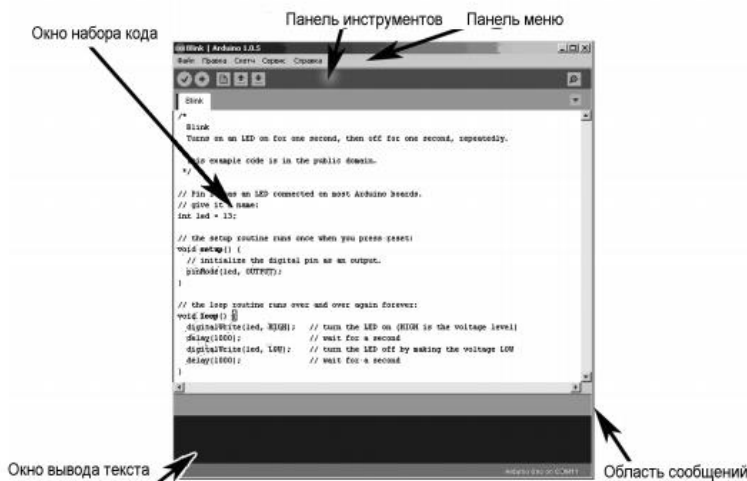 Панель инструментов
Панель меню
Окно набора кода
Blink | Arduino 1.0.5
Файл Правка Скетч Сервис Справка
Blink
/*
Blink
Turns on an LED on for one second, then off for one second, repeatedly.
This example code is in the public domain.
*/
// Pin has an LED connected on most Arduino boards.
// give it name:
int led = 13;
// the setup routine runs once when you press reset:
void setup() {
// initialize the digital pin as an output.
pinMode(led, OUTPUT);
}
// the loop routine runs over and over again forever:
void loop() {
digitalWrite(led, HIGH); // turn the LED on (HIGH is the voltage level)
delay(1000); // wait for a second
digitalWrite(led, LOW); // turn the LED off by making the voltage LOW
delay(1000); // wait for a second
}
Окно вывода текста
Arduino Uno on
Область сообщений